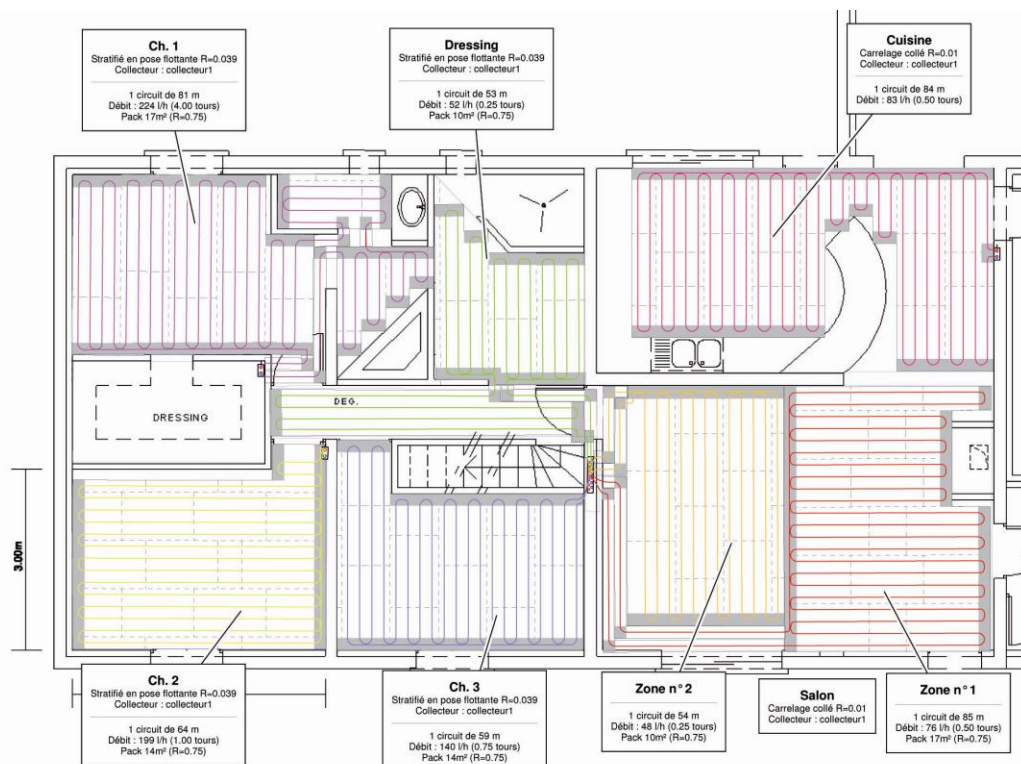 Ch. 1
Stratifié en pose flottante R=0.039
Collecteur : collecteur1
1 circuit de 81 m
Débit : 224 l/h (4.00 tours)
Pack 17m² (R=0.75)
Dressing
Stratifié en pose flottante R=0.039
Collecteur : collecteur1
1 circuit de 53 m
Débit : 52 l/h (0.25 tours)
Pack 10m² (R=0.75)
Cuisine
Carrelage collé R=0.01
Collecteur : collecteur1
1 circuit de 84 m
Débit : 83 l/h (0.50 tours)
DEG.
DRESSING
3.00m
Ch. 2
Stratifié en pose flottante R=0.039
Collecteur : collecteur1
1 circuit de 64 m
Débit : 199 l/h (1.00 tours)
Pack 14m² (R=0.75)
Ch. 3
Stratifié en pose flottante R=0.039
Collecteur : collecteur1
1 circuit de 59 m
Débit : 140 l/h (0.75 tours)
Pack 14m² (R=0.75)
Zone n°2
1 circuit de 54 m
Débit : 48 l/h (0.25 tours)
Pack 10m² (R=0.75)
Salon
Carrelage collé R=0.01
Collecteur : collecteur1
Zone n°1
1 circuit de 85 m
Débit : 76 l/h (0.50 tours)
Pack 17m² (R=0.75)